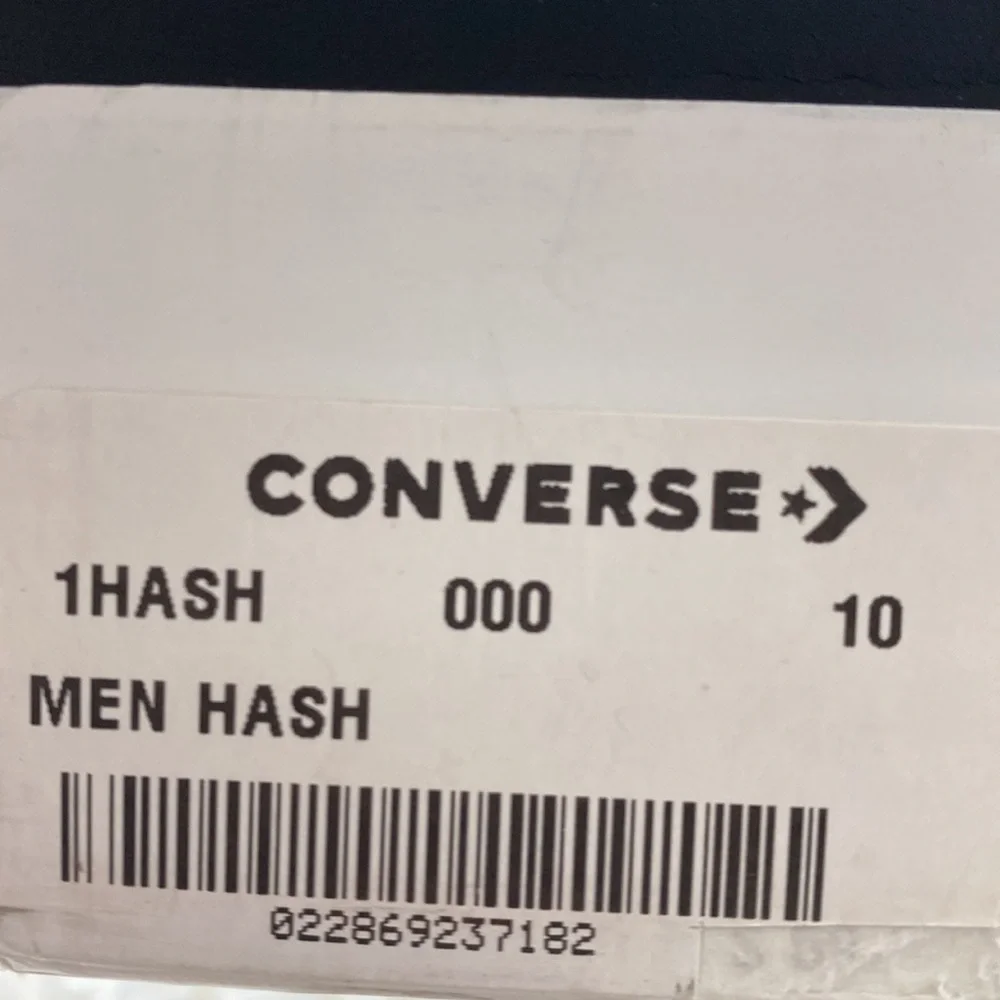 CONVERSE
1HASH 000 10
MEN HASH
022869237182